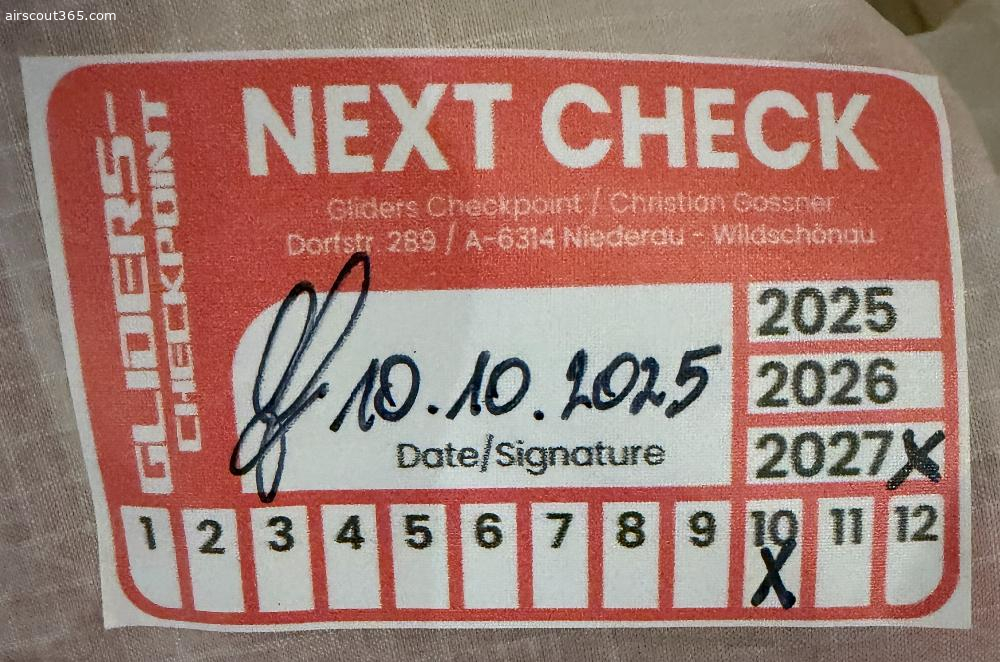 airscout365.com
GLIDERS-
CHECKPOINT
NEXT CHECK
Gliders Checkpoint / Christian Gossner
Dorfstr. 289 / A-6314 Niederau - Wildschönau
10.10.2025
Date/Signature
2025
2026
2027 X
1 2 3 4 5 6 7 8 9 10 11 12
X